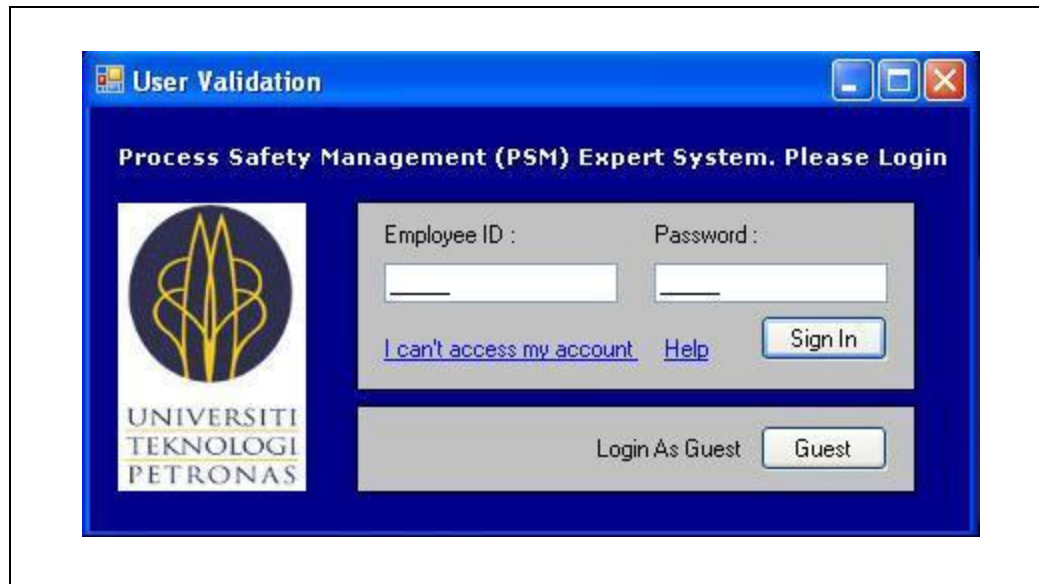 User Validation
Process Safety Management (PSM) Expert System. Please Login
Employee ID :
Password :
I can't access my account
Help
Sign In
UNIVERSITI
TEKNOLOGI
PETRONAS
Login As Guest
Guest